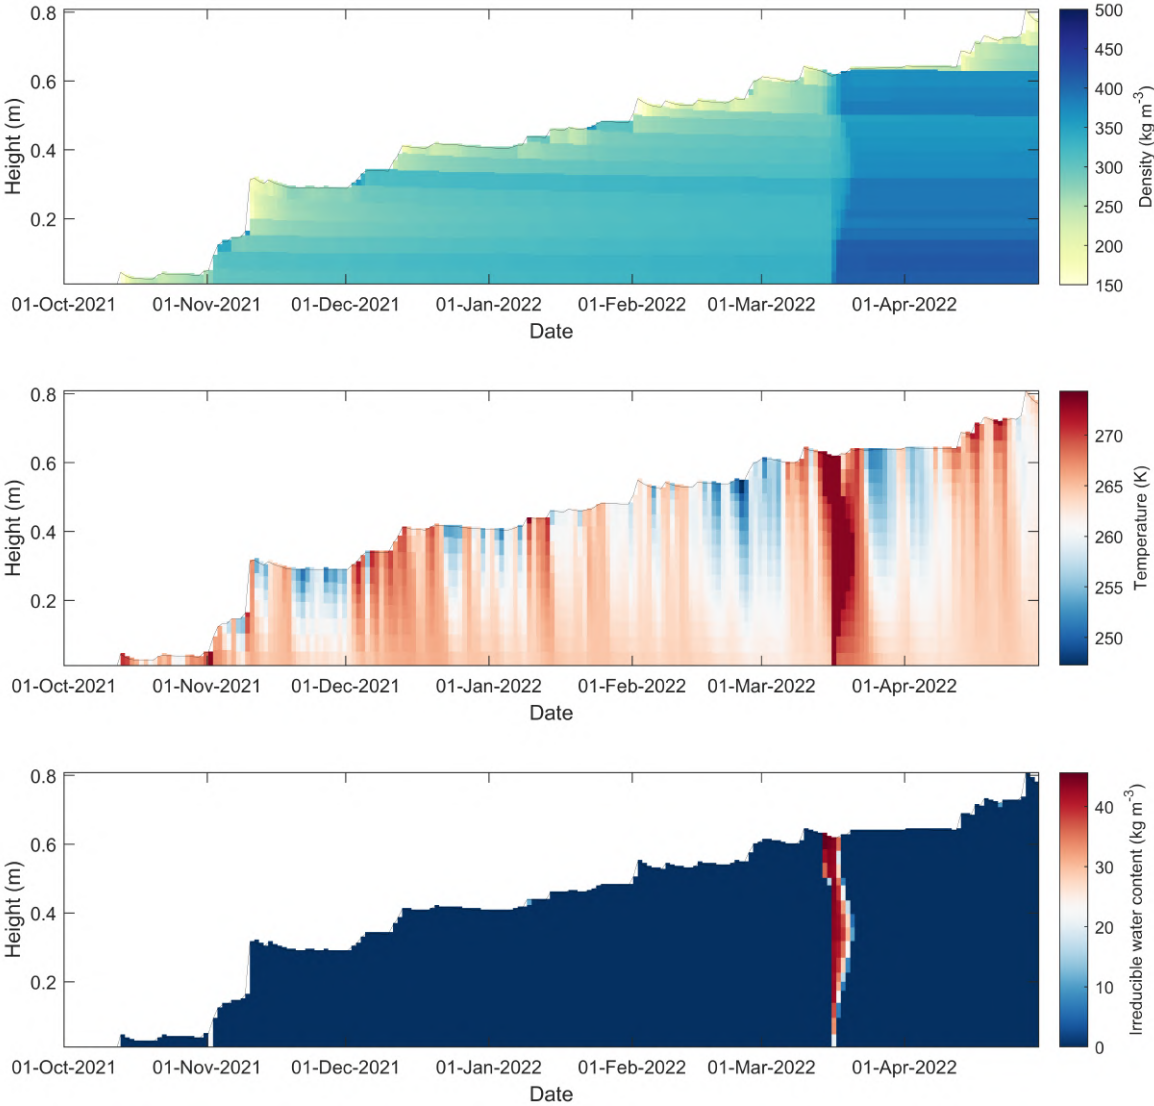 0.8
0.6
0.4
0.2
Height (m)
01-Oct-2021 01-Nov-2021 01-Dec-2021 01-Jan-2022 01-Feb-2022 01-Mar-2022 01-Apr-2022
Date
500
450
400
350
300
250
200
150
Density (kg m⁻³)
0.8
0.6
0.4
0.2
Height (m)
01-Oct-2021 01-Nov-2021 01-Dec-2021 01-Jan-2022 01-Feb-2022 01-Mar-2022 01-Apr-2022
Date
270
265
260
255
250
Temperature (K)
0.8
0.6
0.4
0.2
Height (m)
01-Oct-2021 01-Nov-2021 01-Dec-2021 01-Jan-2022 01-Feb-2022 01-Mar-2022 01-Apr-2022
Date
40
30
20
10
0
Irreducible water content (kg m⁻³)